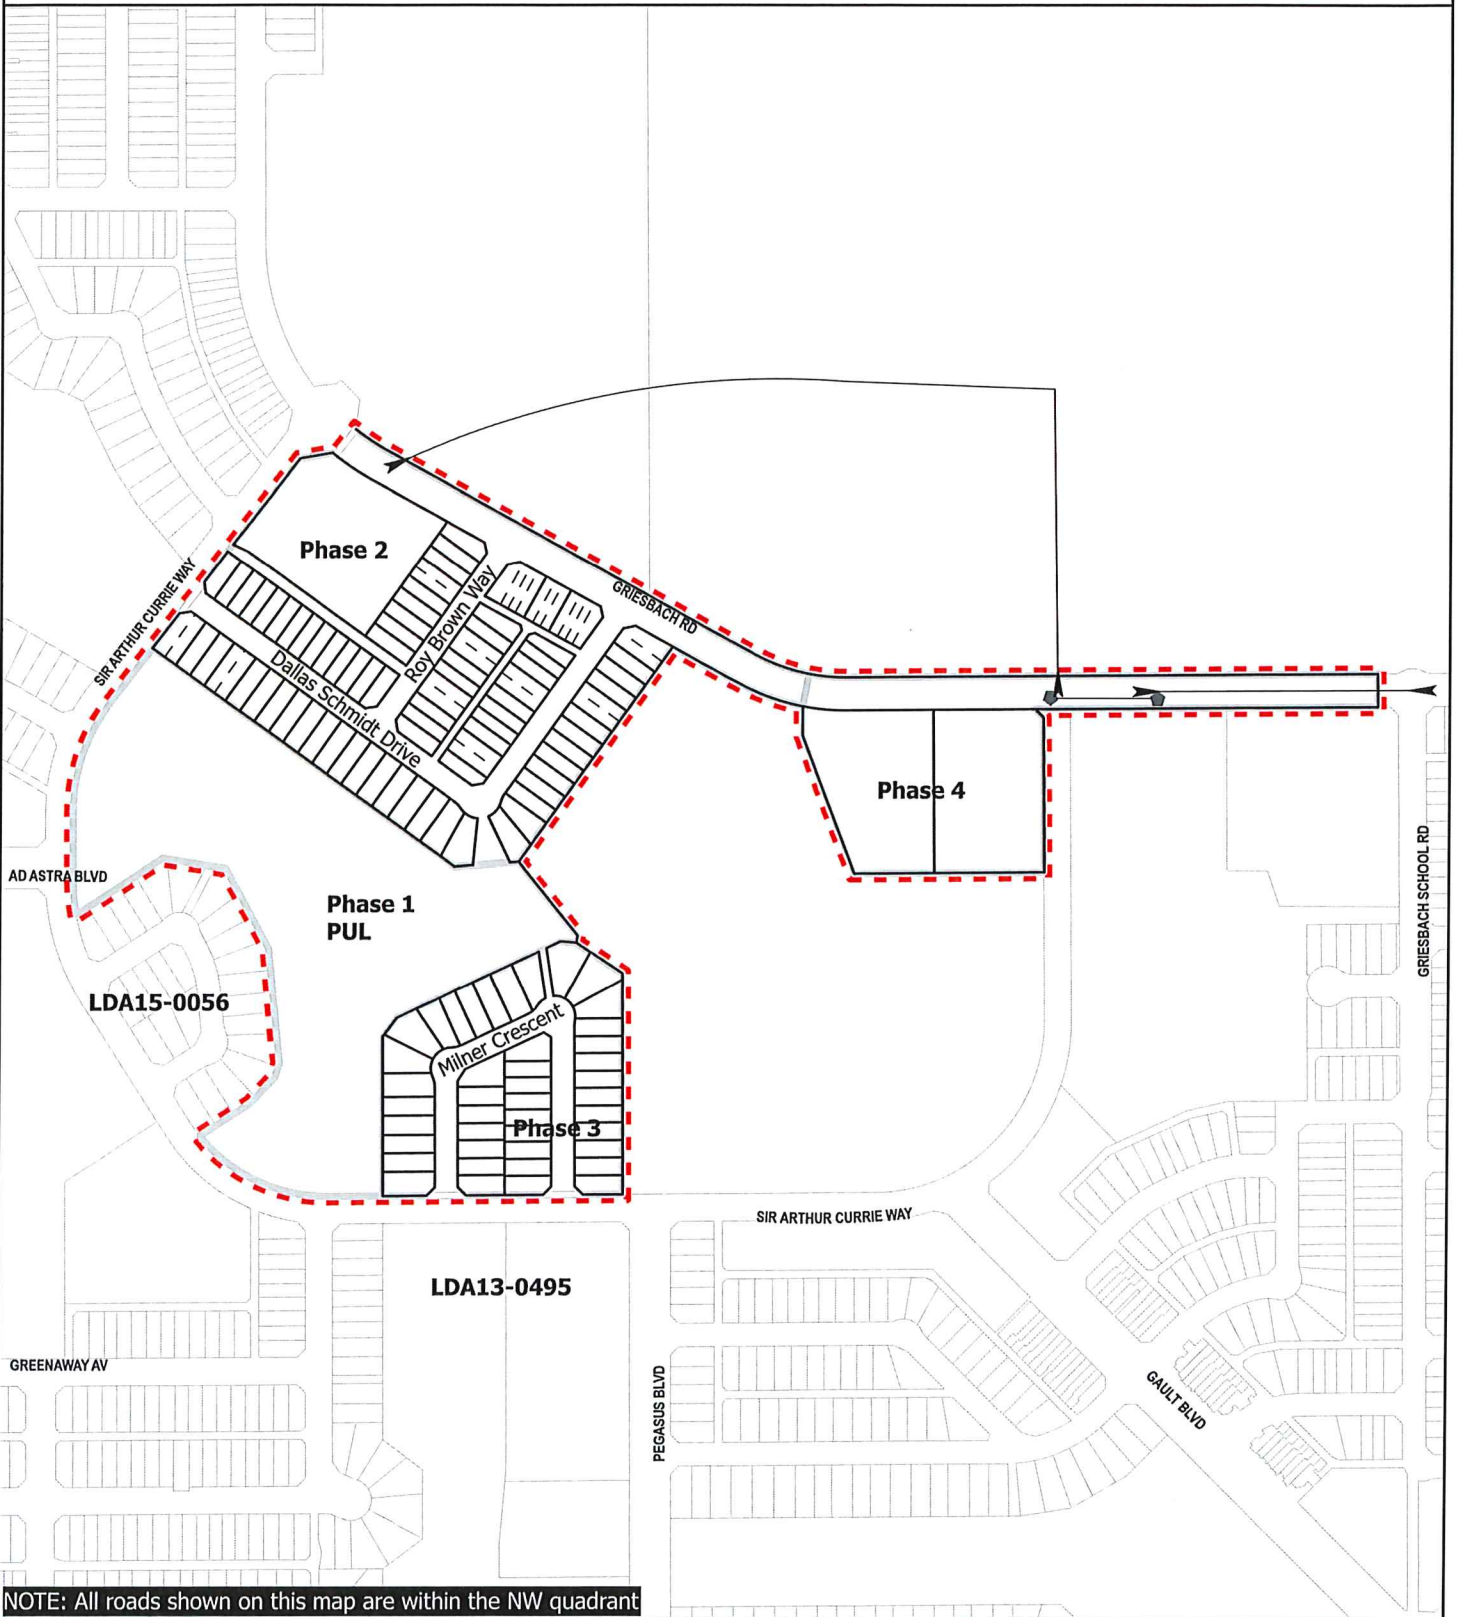 Phase 2
SIR ARTHUR CURRIE WAY
Roy Brown Way
GRIESBACH RD
Dallas Schmidt Drive
Phase 4
AD ASTRA BLVD
GRIESBACH SCHOOL RD
Phase 1
PUL
LDA15-0056
Milner Crescent
Phase 3
SIR ARTHUR CURRIE WAY
LDA13-0495
GREENAWAY AV
PEGASUS BLVD
GAULT BLVD
NOTE: All roads shown on this map are within the NW quadrant